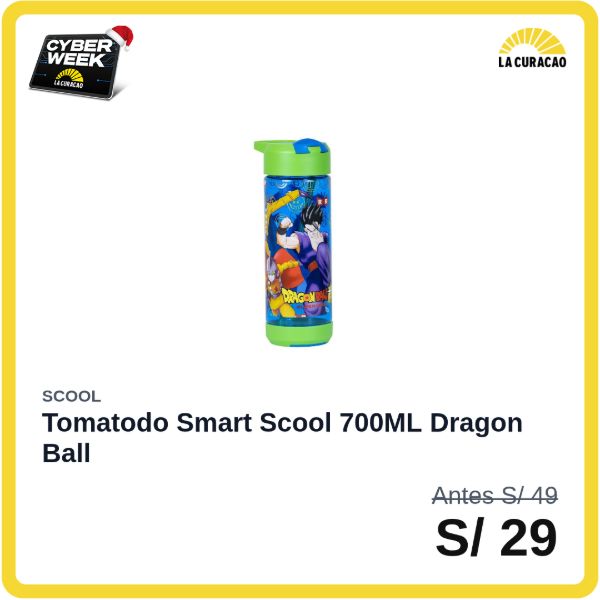 CYBER
WEEK
LA CURACAO
LA CURACAO
DRAGON BALL
SCOOL
Tomatodo Smart Scool 700ML Dragon
Ball
Antes S/ 49
S/ 29